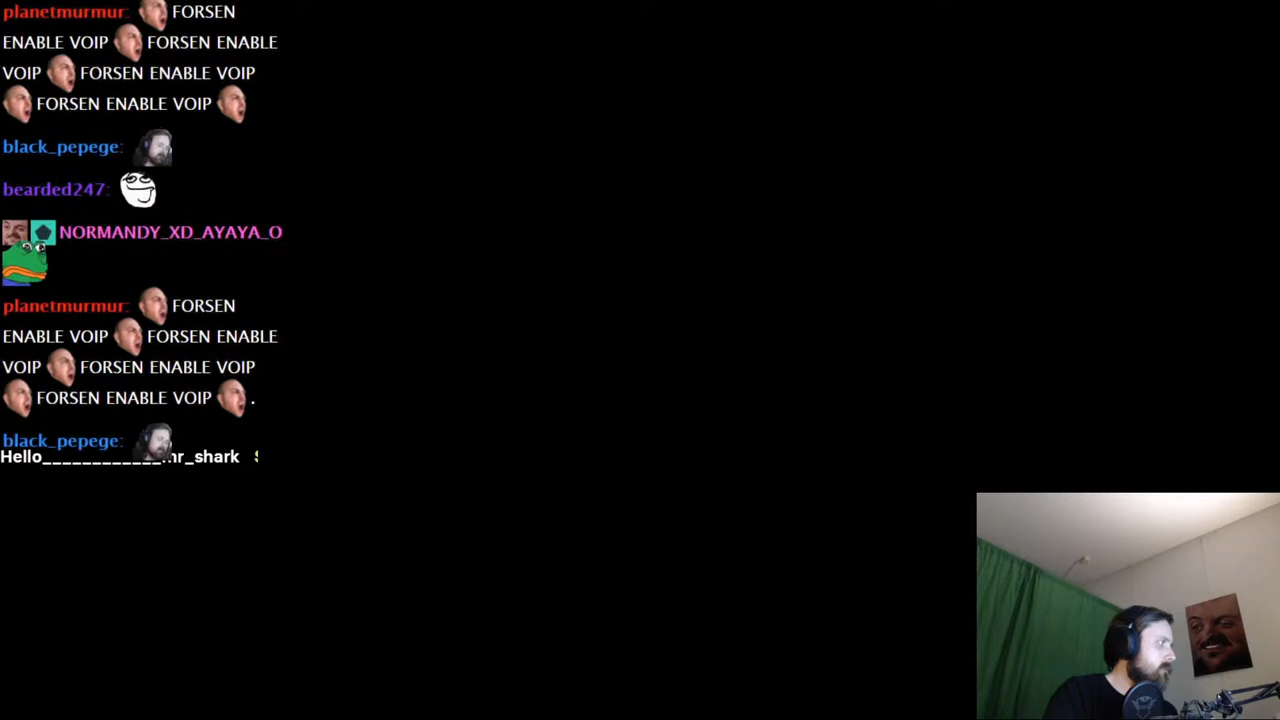 planetmurmur: FORSEN
ENABLE VOIP FORSEN ENABLE
VOIP FORSEN ENABLE VOIP
FORSEN ENABLE VOIP
black_pepege:
bearded247:
NORMANDY_XD_AYAYA_O
planetmurmur: FORSEN
ENABLE VOIP FORSEN ENABLE
VOIP FORSEN ENABLE VOIP
FORSEN ENABLE VOIP .
black_pepege:
Hello____________mr_shark